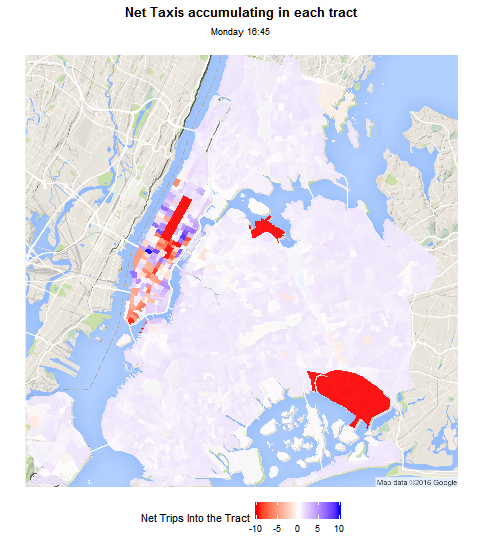 Net Taxis accumulating in each tract
Monday 16:45
Map data ©2016 Google
Net Trips Into the Tract
-10 -5 0 5 10